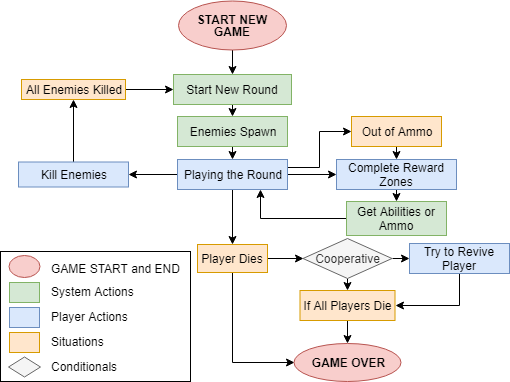 START NEW
GAME
All Enemies Killed
Start New Round
Enemies Spawn
Out of Ammo
Kill Enemies
Playing the Round
Complete Reward
Zones
Get Abilities or
Ammo
Player Dies
Cooperative
Try to Revive
Player
If All Players Die
GAME OVER
GAME START and END
System Actions
Player Actions
Situations
Conditionals